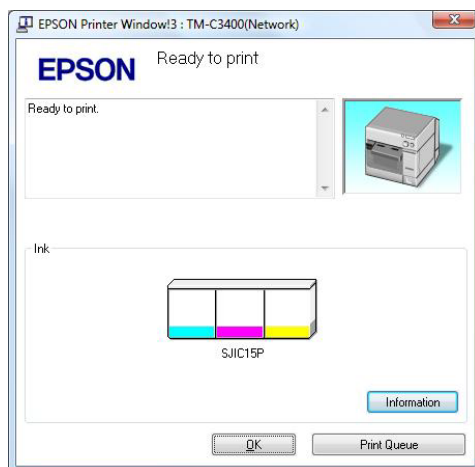 EPSON Printer Window!3 : TM-C3400(Network)
EPSON
Ready to print
Ready to print.
Ink
SJIC15P
Information
OK
Print Queue